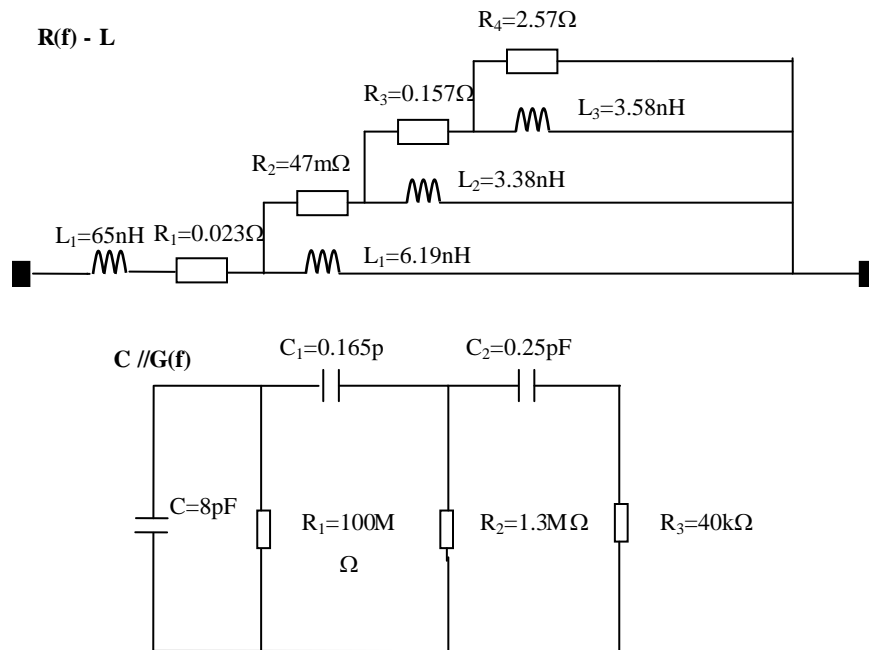 R₄=2.57Ω
R(f) - L
R₃=0.157Ω
L₃=3.58nH
R₂=47mΩ
L₂=3.38nH
L₁=65nH
R₁=0.023Ω
L₁=6.19nH
C₁=0.165p
C₂=0.25pF
C //G(f)
C=8pF
R₁=100M
Ω
R₂=1.3MΩ
R₃=40kΩ